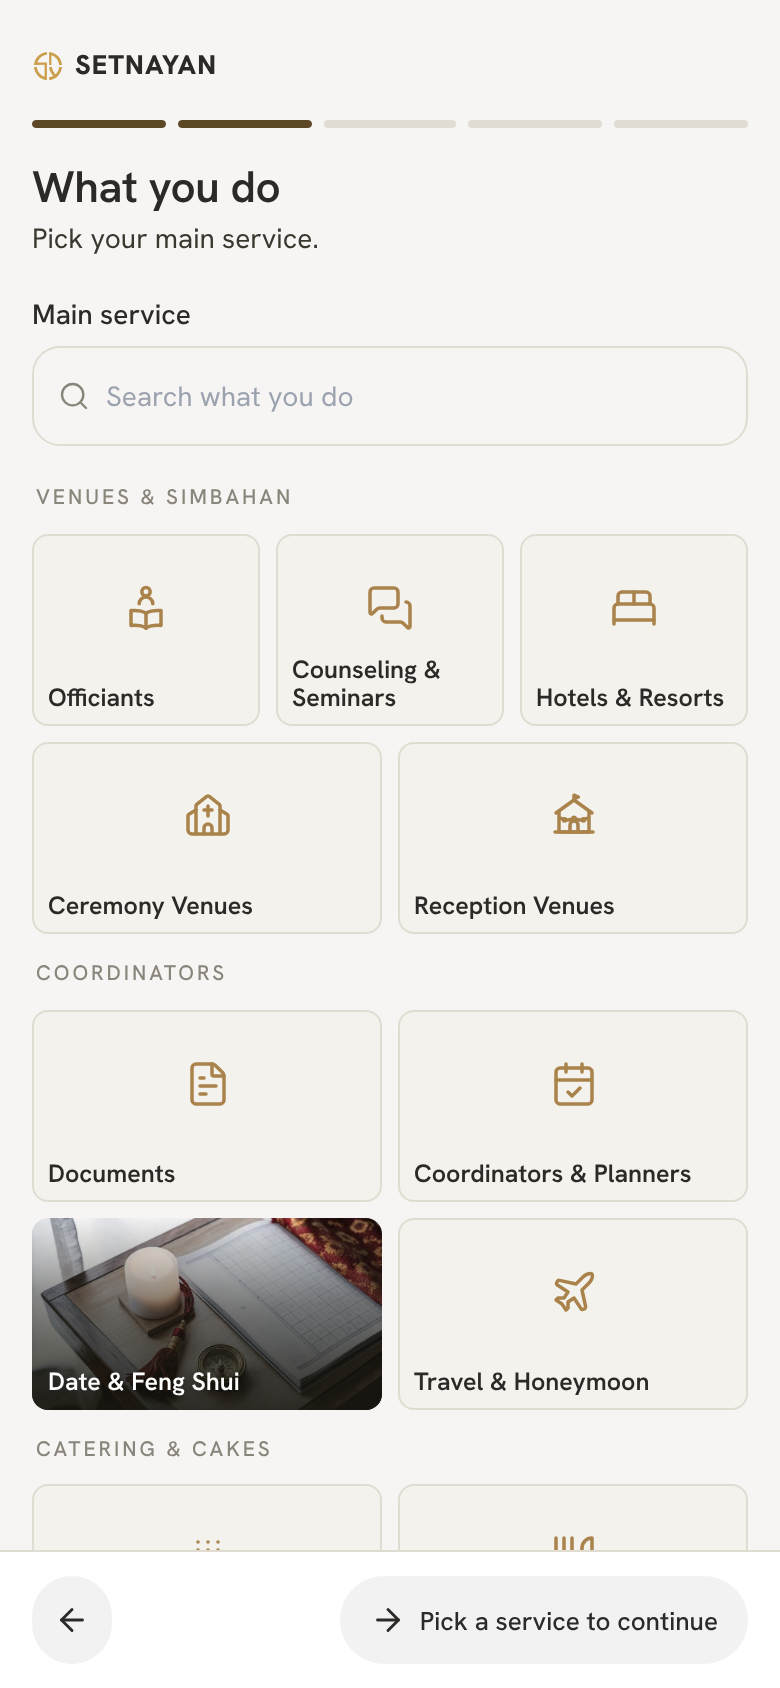 SETNAYAN
What you do
Pick your main service.
Main service
Search what you do
VENUES & SIMBAHAN
Officiants
Counseling &
Seminars
Hotels & Resorts
Ceremony Venues
Reception Venues
COORDINATORS
Documents
Coordinators & Planners
Date & Feng Shui
Travel & Honeymoon
CATERING & CAKES
Pick a service to continue